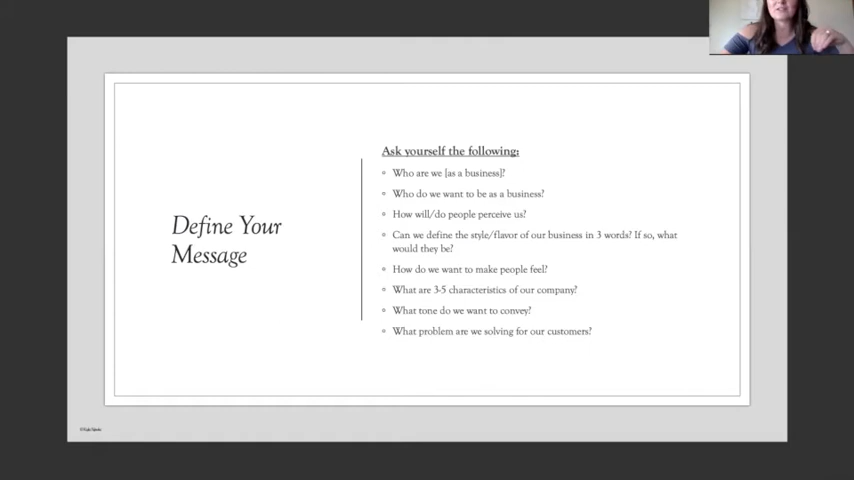 Define Your
Message
Ask yourself the following:
Who are we [as a business]?
Who do we want to be as a business?
How will/do people perceive us?
Can we define the style/flavor of our business in 3 words? If so, what
would they be?
How do we want to make people feel?
What are 3-5 characteristics of our company?
What tone do we want to convey?
What problem are we solving for our customers?